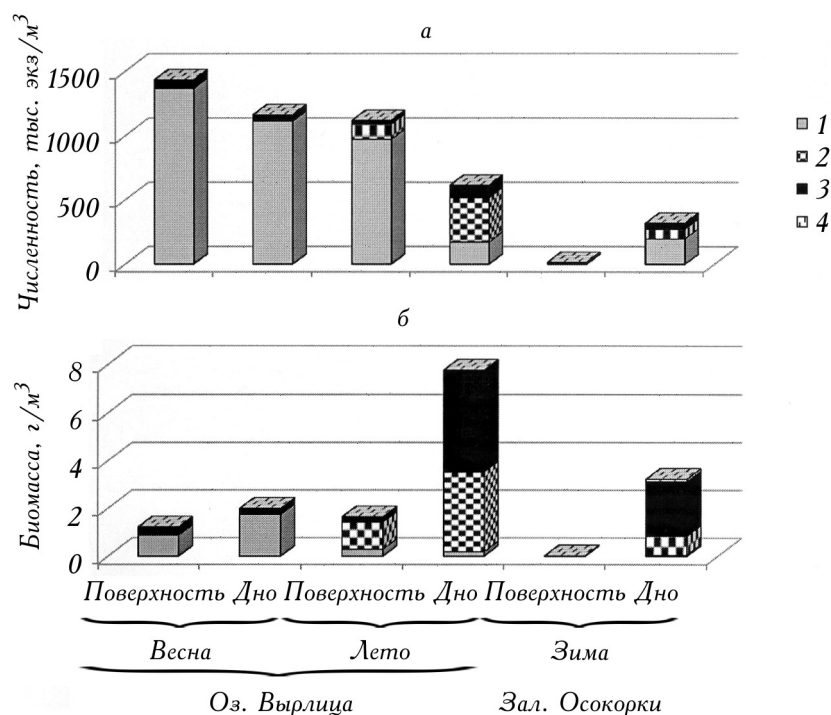 а
Численность, тыс. экз/м³
1500
1000
500
0
1
2
3
4
б
Биомасса, г/м³
8
6
4
2
0
Поверхность Дно Поверхность Дно Поверхность Дно
Весна Лето Зима
Оз. Вырлица Зал. Осокорки